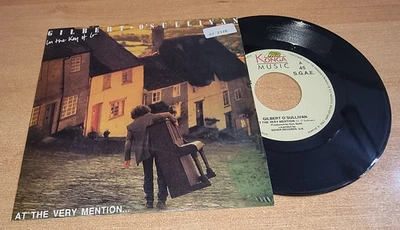 GILBERT O'SULLIVAN
In the Key of G
AT THE VERY MENTION...
KONGA
MUSIC
A
45
S.G.A.E.
GILBERT O'SULLIVAN
AT THE VERY MENTION